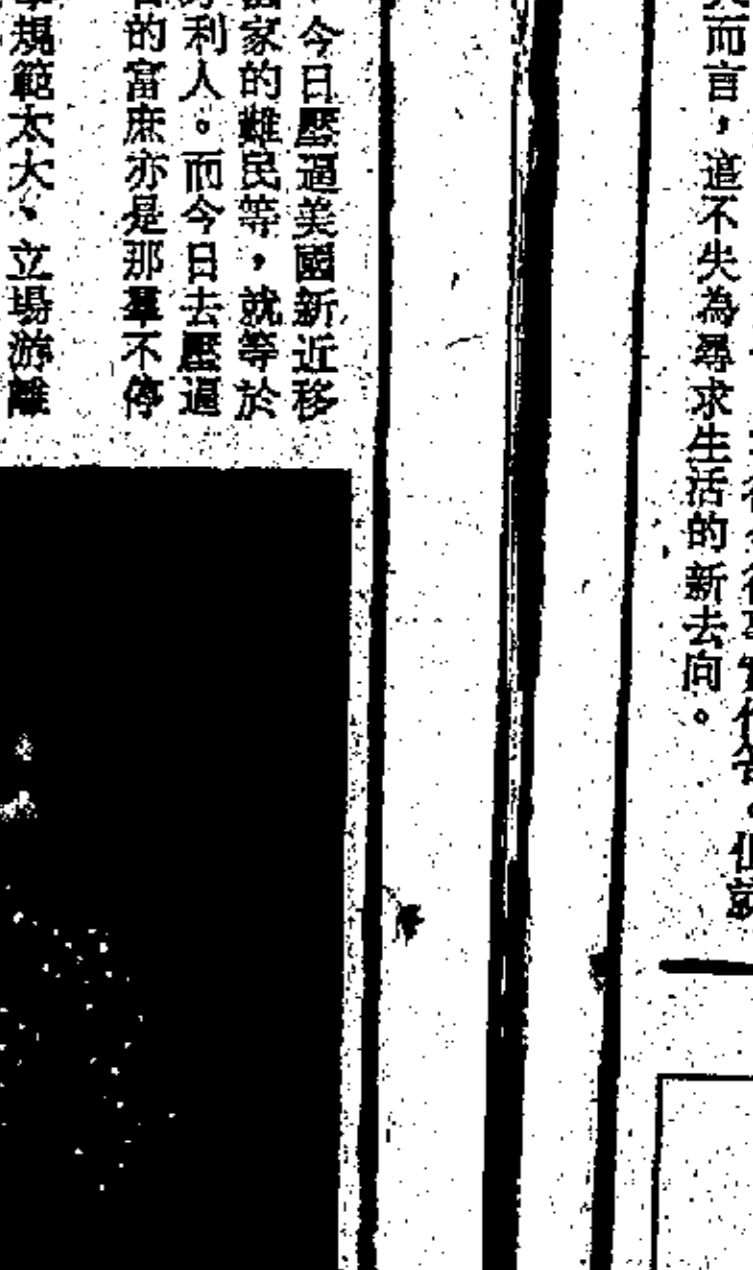 而言，這不失為尋求生活的新去向。
今日壓逼美國新近移
家的難民等，就等於
利人。而今日去壓逼
的富庶亦是那羣不停
規範太大，立場游離